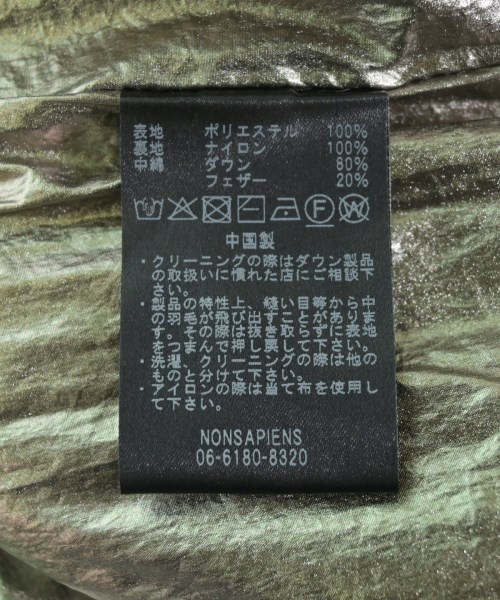 表地 ポリエステル 100%
裏地 ナイロン 100%
中綿 ダウン 80%
フェザー 20%
中国製
・クリーニングの際はダウン製品
の取扱いに慣れた店にご相談下
さい。
・製品の特性上、縫い目等から中
の羽毛が飛び出すことがありま
す。その際は抜き取らずに表地
をつまんで押し戻して下さい。
・洗濯、クリーニングの際は他の
ものと分けて下さい。
・アイロンの際は当て布を使用し
て下さい。
NONSAPIENS
06-6180-8320